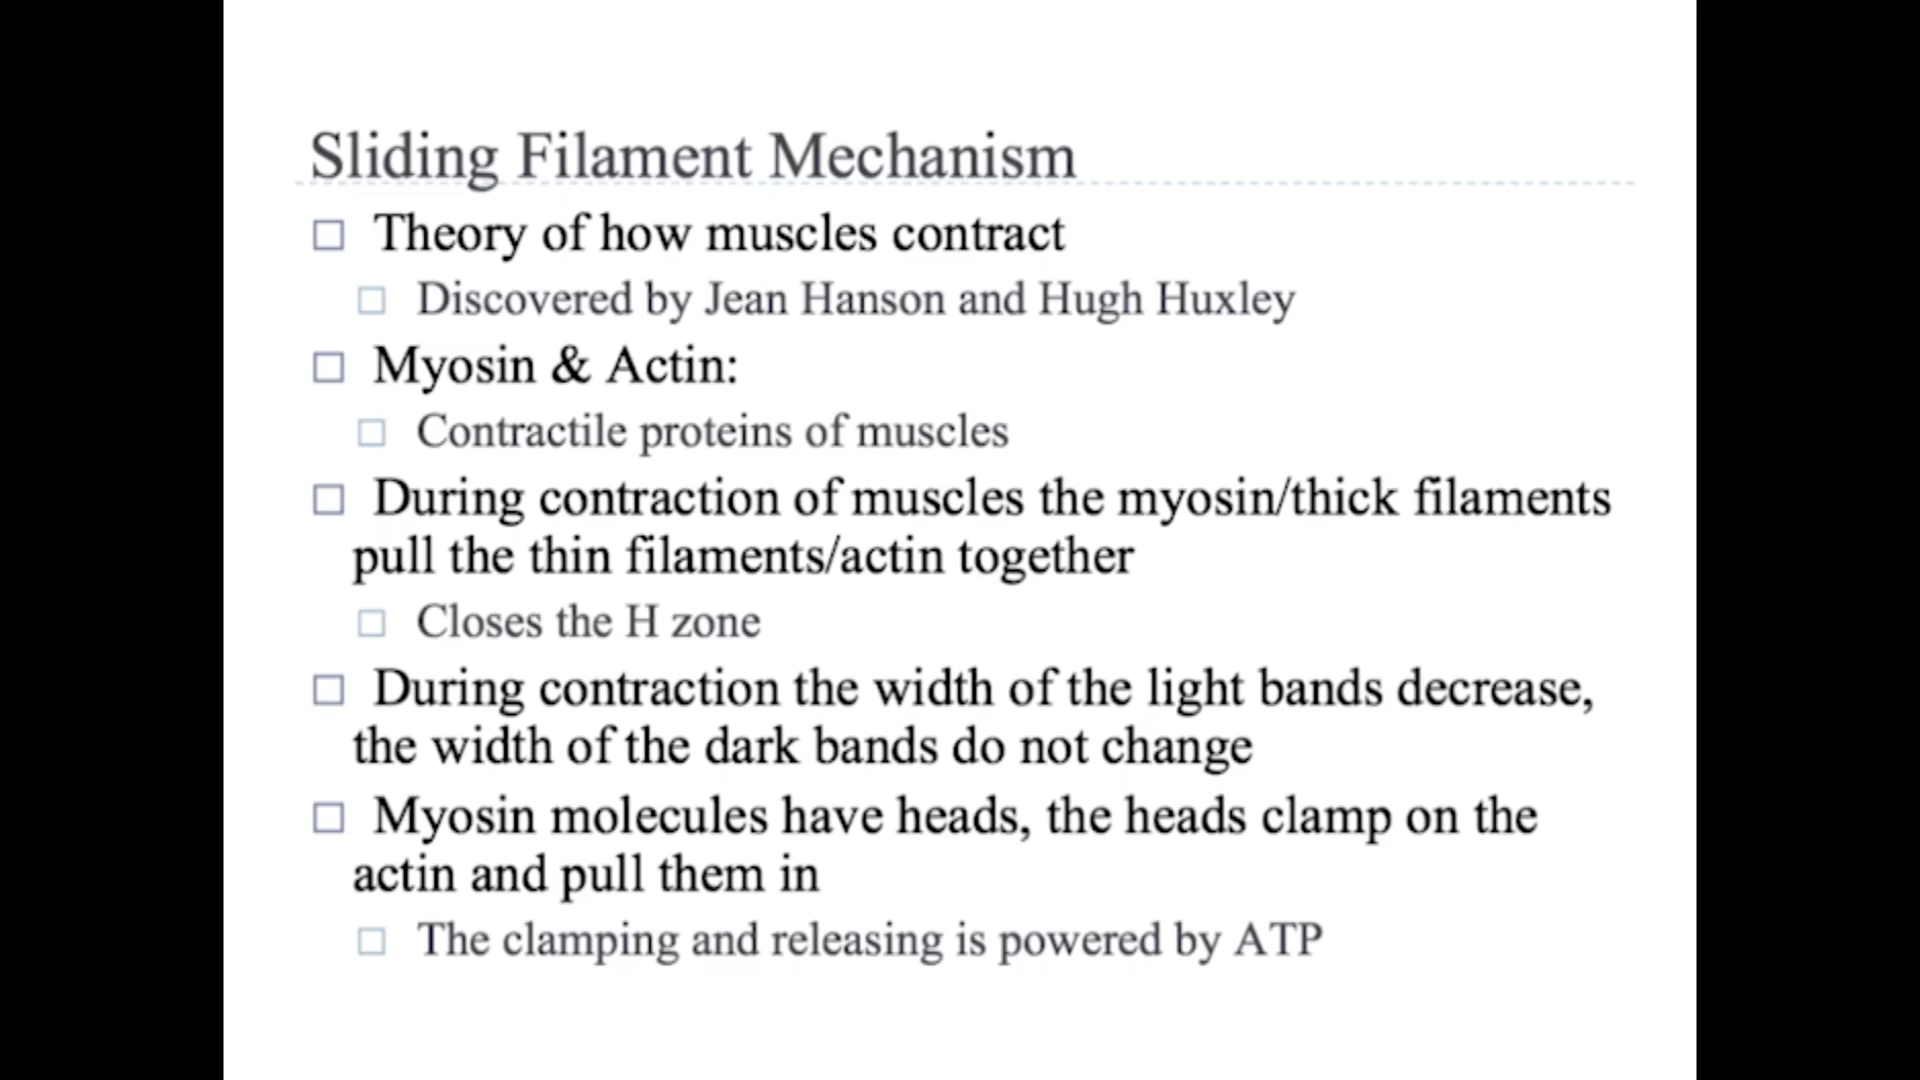 Sliding Filament Mechanism
Theory of how muscles contract
Discovered by Jean Hanson and Hugh Huxley
Myosin & Actin:
Contractile proteins of muscles
During contraction of muscles the myosin/thick filaments
pull the thin filaments/actin together
Closes the H zone
During contraction the width of the light bands decrease,
the width of the dark bands do not change
Myosin molecules have heads, the heads clamp on the
actin and pull them in
The clamping and releasing is powered by ATP